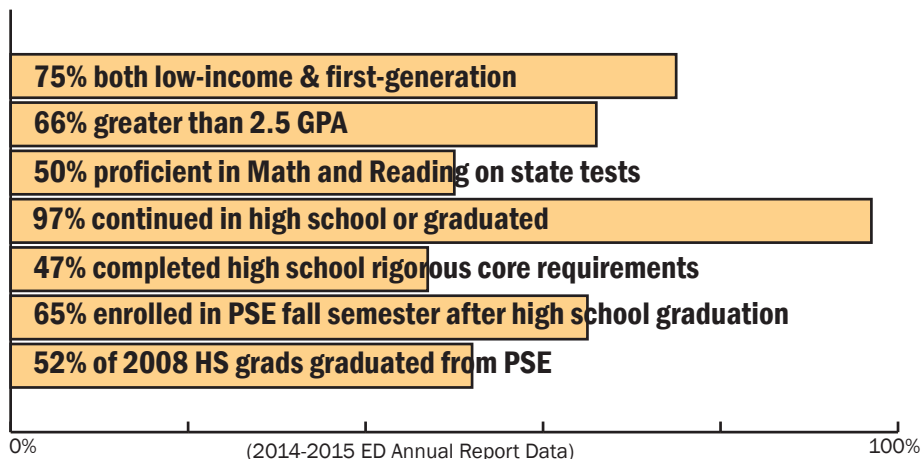 75% both low-income & first-generation
66% greater than 2.5 GPA
50% proficient in Math and Reading on state tests
97% continued in high school or graduated
47% completed high school rigorous core requirements
65% enrolled in PSE fall semester after high school graduation
52% of 2008 HS grads graduated from PSE
0% (2014-2015 ED Annual Report Data) 100%